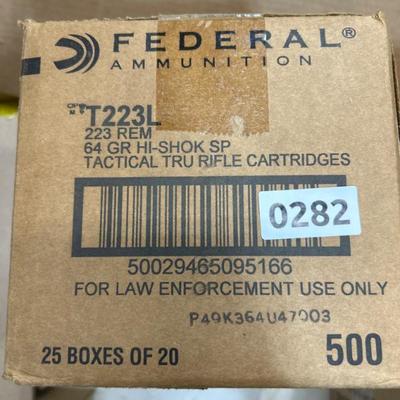 FEDERAL®
AMMUNITION
T223L
223 REM
64 GR HI-SHOK SP
TACTICAL TRU RIFLE CARTRIDGES
0282
50029465095166
FOR LAW ENFORCEMENT USE ONLY
P49K364U47003
25 BOXES OF 20
500